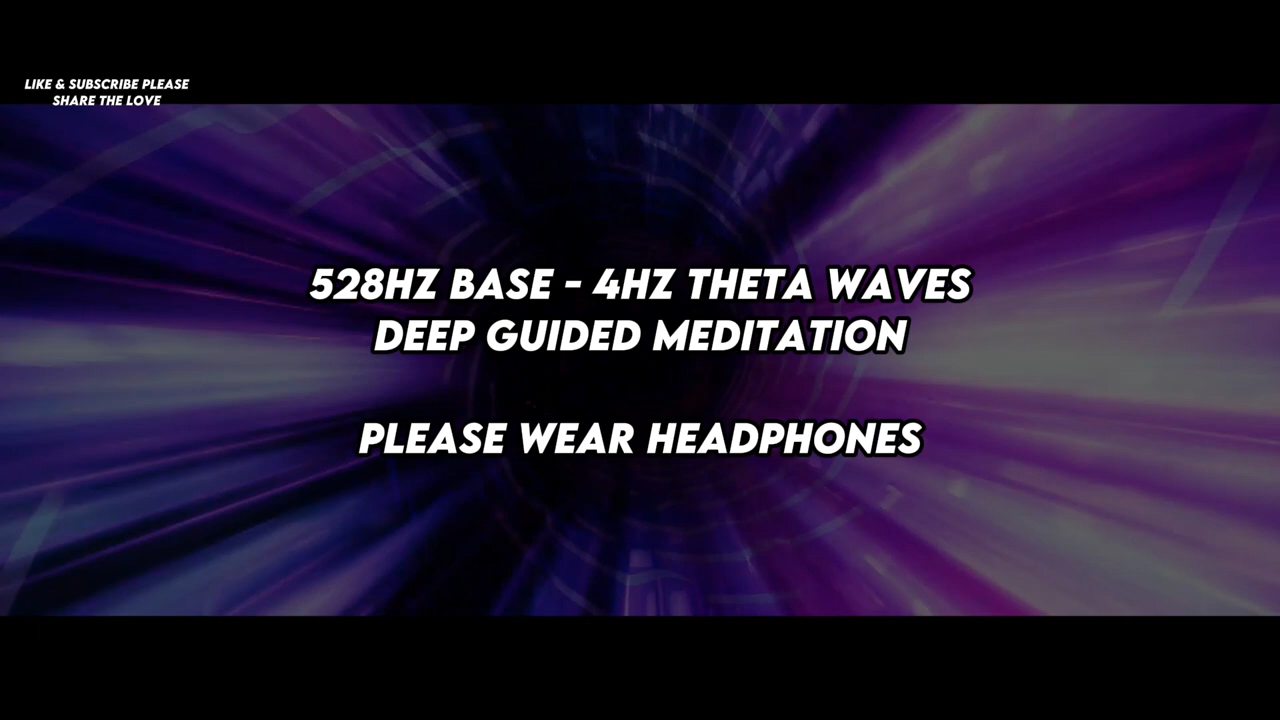 LIKE & SUBSCRIBE PLEASE
SHARE THE LOVE
528HZ BASE - 4HZ THETA WAVES
DEEP GUIDED MEDITATION
PLEASE WEAR HEADPHONES